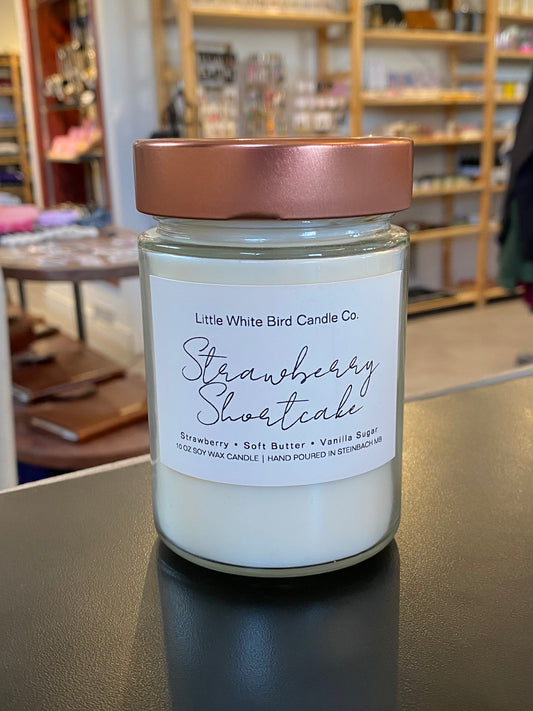 Little White Bird Candle Co.
Strawberry
Shortcake
Strawberry • Soft Butter • Vanilla Sugar
10 OZ SOY WAX CANDLE | HAND POURED IN STEINBACH MB